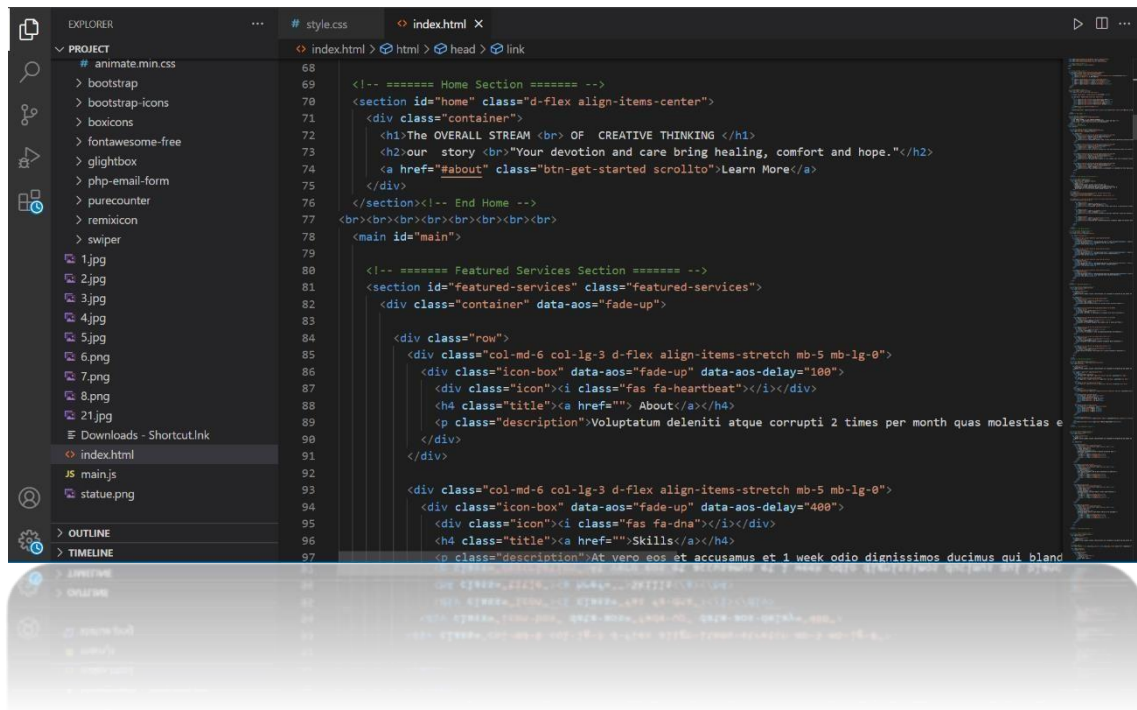 EXPLORER
PROJECT
# animate.min.css
> bootstrap
> bootstrap-icons
> boxicons
> fontawesome-free
> glightbox
> php-email-form
> purecounter
> remixicon
> swiper
1.jpg
2.jpg
3.jpg
4.jpg
5.jpg
6.png
7.png
8.png
21.jpg
Downloads - Shortcut.lnk
<> index.html
JS main.js
statue.png
> OUTLINE
> TIMELINE
# style.css
<> index.html ×
<> index.html > html > head > link
68
69 <!-- ======= Home Section ======= -->
70 <section id="home" class="d-flex align-items-center">
71 <div class="container">
72 <h1>The OVERALL STREAM <br> OF  CREATIVE THINKING </h1>
73 <h2>our  story <br>"Your devotion and care bring healing, comfort and hope."</h2>
74 <a href="#about" class="btn-get-started scrollto">Learn More</a>
75 </div>
76 </section><!-- End Home -->
77 <br><br><br><br><br><br><br><br>
78 <main id="main">
79
80 <!-- ======= Featured Services Section ======= -->
81 <section id="featured-services" class="featured-services">
82 <div class="container" data-aos="fade-up">
83
84 <div class="row">
85 <div class="col-md-6 col-lg-3 d-flex align-items-stretch mb-5 mb-lg-0">
86 <div class="icon-box" data-aos="fade-up" data-aos-delay="100">
87 <div class="icon"><i class="fas fa-heartbeat"></i></div>
88 <h4 class="title"><a href=""> About</a></h4>
89 <p class="description">Voluptatum deleniti atque corrupti 2 times per month quas molestias e
90 </div>
91 </div>
92
93 <div class="col-md-6 col-lg-3 d-flex align-items-stretch mb-5 mb-lg-0">
94 <div class="icon-box" data-aos="fade-up" data-aos-delay="400">
95 <div class="icon"><i class="fas fa-dna"></i></div>
96 <h4 class="title"><a href="">Skills</a></h4>
97 <p class="description">At vero eos et accusamus et 1 week odio dignissimos ducimus qui bland